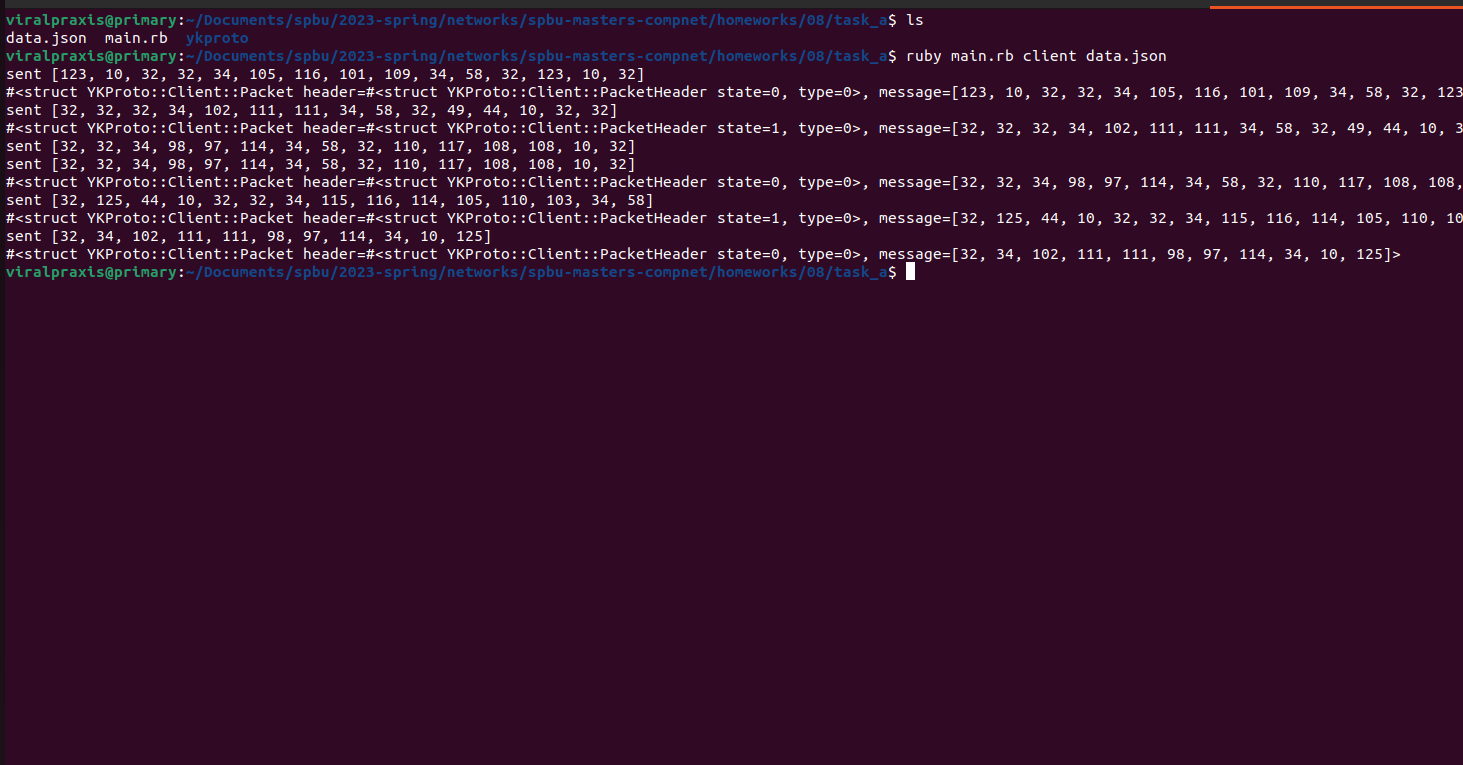 viralpraxis@primary:~/Documents/spbu/2023-spring/networks/spbu-masters-compnet/homeworks/08/task_a$ ls
data.json  main.rb  ykproto
viralpraxis@primary:~/Documents/spbu/2023-spring/networks/spbu-masters-compnet/homeworks/08/task_a$ ruby main.rb client data.json
sent [123, 10, 32, 32, 34, 105, 116, 101, 109, 34, 58, 32, 123, 10, 32]
#<struct YKProto::Client::Packet header=#<struct YKProto::Client::PacketHeader state=0, type=0>, message=[123, 10, 32, 32, 34, 105, 116, 101, 109, 34, 58, 32, 123
sent [32, 32, 32, 34, 102, 111, 111, 34, 58, 32, 49, 44, 10, 32, 32]
#<struct YKProto::Client::Packet header=#<struct YKProto::Client::PacketHeader state=1, type=0>, message=[32, 32, 32, 34, 102, 111, 111, 34, 58, 32, 49, 44, 10, 3
sent [32, 32, 34, 98, 97, 114, 34, 58, 32, 110, 117, 108, 108, 10, 32]
sent [32, 32, 34, 98, 97, 114, 34, 58, 32, 110, 117, 108, 108, 10, 32]
#<struct YKProto::Client::Packet header=#<struct YKProto::Client::PacketHeader state=0, type=0>, message=[32, 32, 34, 98, 97, 114, 34, 58, 32, 110, 117, 108, 108,
sent [32, 125, 44, 10, 32, 32, 34, 115, 116, 114, 105, 110, 103, 34, 58]
#<struct YKProto::Client::Packet header=#<struct YKProto::Client::PacketHeader state=1, type=0>, message=[32, 125, 44, 10, 32, 32, 34, 115, 116, 114, 105, 110, 10
sent [32, 34, 102, 111, 111, 98, 97, 114, 34, 10, 125]
#<struct YKProto::Client::Packet header=#<struct YKProto::Client::PacketHeader state=0, type=0>, message=[32, 34, 102, 111, 111, 98, 97, 114, 34, 10, 125]>
viralpraxis@primary:~/Documents/spbu/2023-spring/networks/spbu-masters-compnet/homeworks/08/task_a$